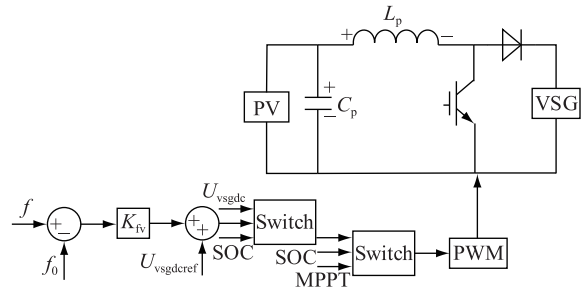 L_p
+ −
PV
+
−
C_p
VSG
f
+
−
f_0
K_fv
+
+
U_vsgdc
SOC
U_vsgdcref
Switch
SOC
MPPT
Switch
PWM